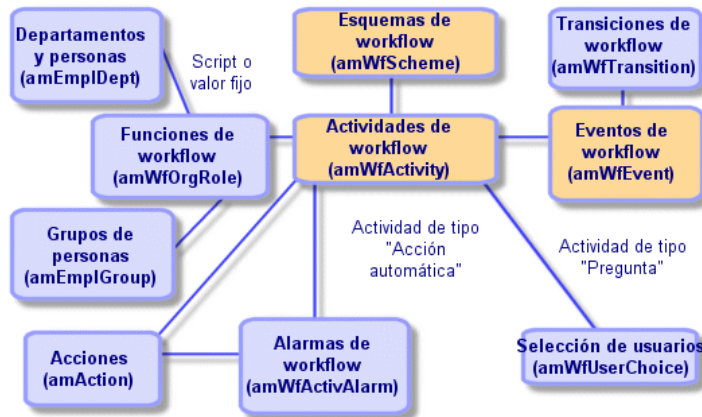 Departamentos
y personas
(amEmplDept)
Script o
valor fijo
Esquemas de
workflow
(amWfScheme)
Transiciones de
workflow
(amWfTransition)
Funciones de
workflow
(amWfOrgRole)
Actividades de
workflow
(amWfActivity)
Eventos de
workflow
(amWfEvent)
Grupos de
personas
(amEmplGroup)
Actividad de tipo
"Acción
automática"
Actividad de tipo
"Pregunta"
Acciones
(amAction)
Alarmas de
workflow
(amWfActivAlarm)
Selección de usuarios
(amWfUserChoice)